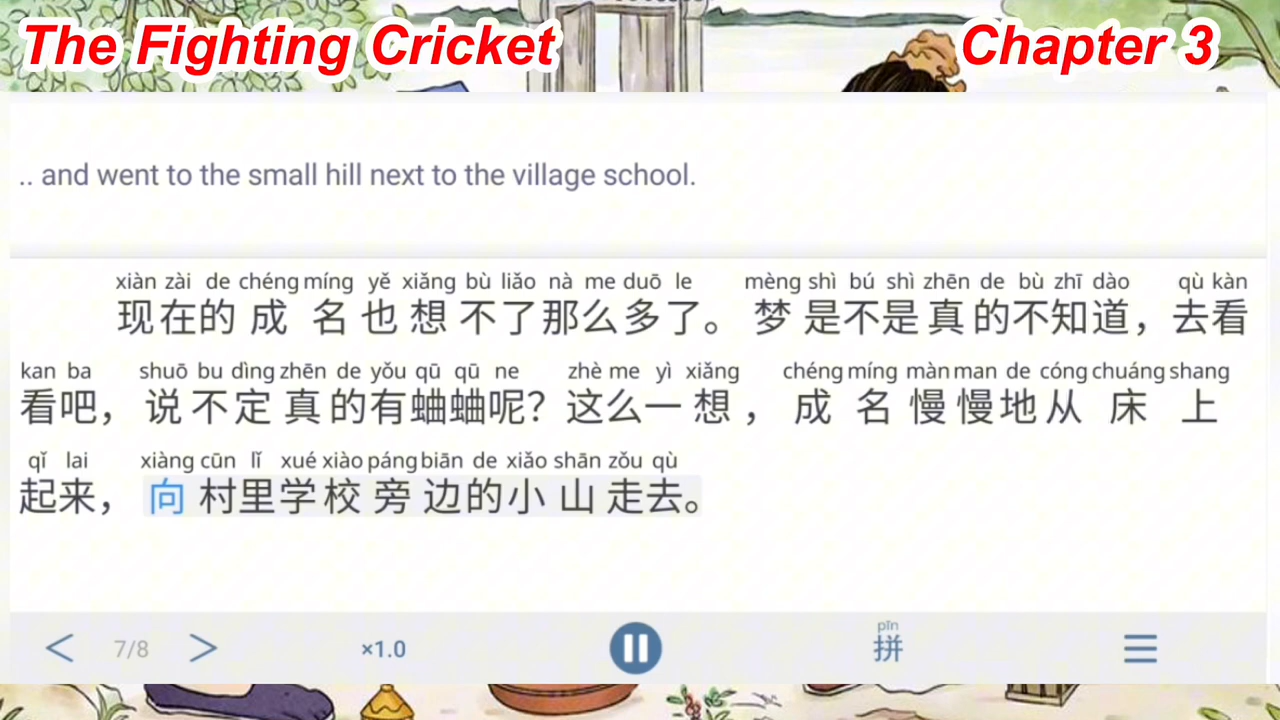 The Fighting Cricket
Chapter 3
.. and went to the small hill next to the village school.
xiàn zài de chéng míng yě xiǎng bù liǎo nà me duō le mèng shì bú shì zhēn de bù zhī dào qù kàn
现在的成名也想不了那么多了。梦是不是真的不知道，去看
kan ba shuō bu dìng zhēn de yǒu qū qū ne zhè me yì xiǎng chéng míng màn man de cóng chuáng shang
看吧，说不定真的有蛐蛐呢？这么一想，成名慢慢地从床上
qǐ lai xiàng cūn lǐ xué xiào páng biān de xiǎo shān zǒu qù
起来，向村里学校旁边的小山走去。
< 7/8 > ×1.0
pīn
拼